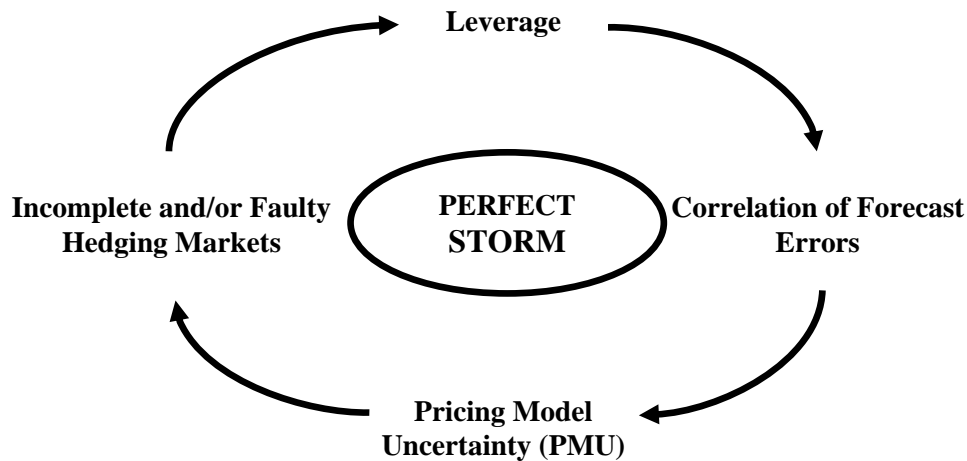 Leverage
Incomplete and/or Faulty
Hedging Markets
PERFECT
STORM
Correlation of Forecast
Errors
Pricing Model
Uncertainty (PMU)